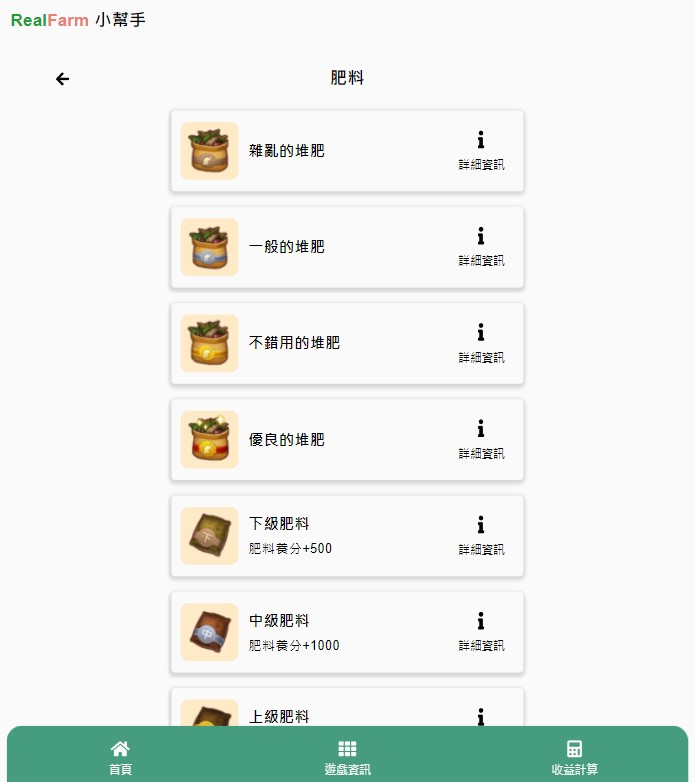 RealFarm 小幫手
肥料
雜亂的堆肥
詳細資訊
一般的堆肥
詳細資訊
不錯用的堆肥
詳細資訊
優良的堆肥
詳細資訊
下級肥料
肥料養分+500
詳細資訊
下
中級肥料
肥料養分+1000
詳細資訊
中
上級肥料
首頁
遊戲資訊
收益計算